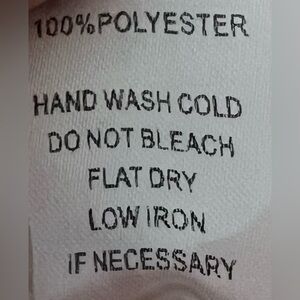 100%POLYESTER
HAND WASH COLD
DO NOT BLEACH
FLAT DRY
LOW IRON
IF NECESSARY